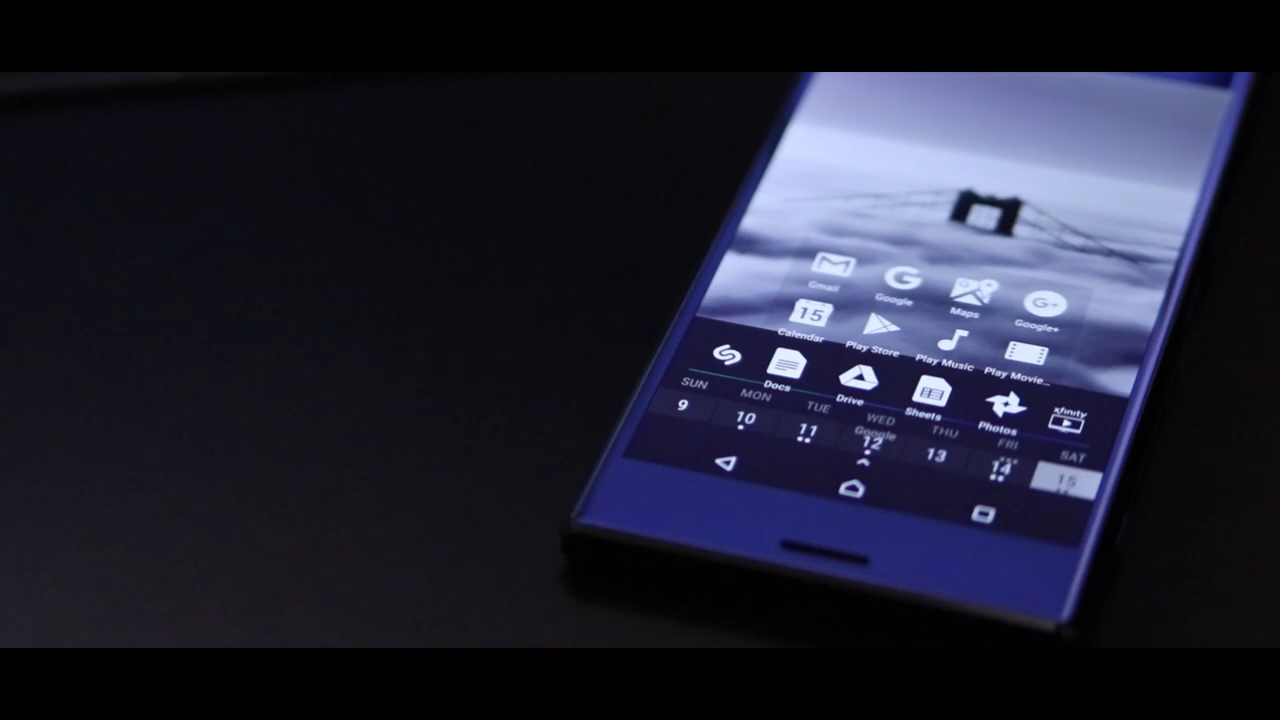 Gmail Google Maps Google+
15
Calendar Play Store Play Music Play Movie...
Docs Drive Sheets Photos xfinity
SUN MON TUE WED THU FRI SAT
Google
9 10 11 12 13 14 15